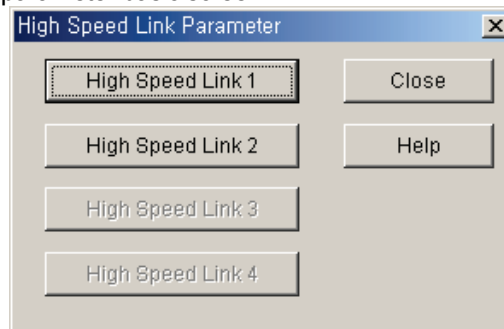 High Speed Link Parameter
High Speed Link 1
Close
High Speed Link 2
Help
High Speed Link 3
High Speed Link 4